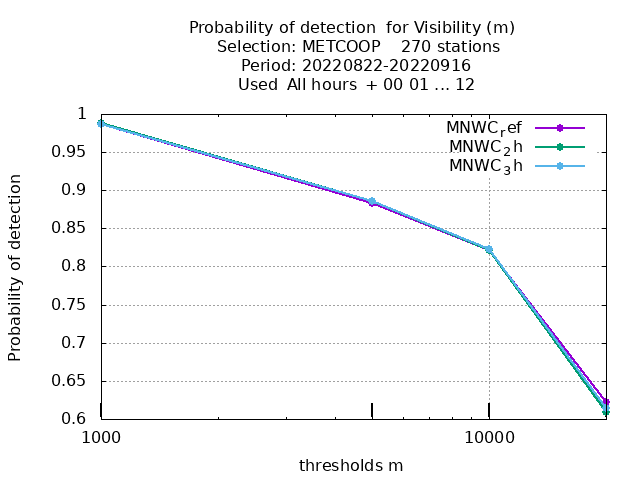 Probability of detection for Visibility (m)
Selection: METCOOP 270 stations
Period: 20220822-20220916
Used All hours + 00 01 ... 12
1
0.95
0.9
0.85
0.8
0.75
0.7
0.65
0.6
Probability of detection
MNWC_ref
MNWC_2h
MNWC_3h
1000
10000
thresholds m